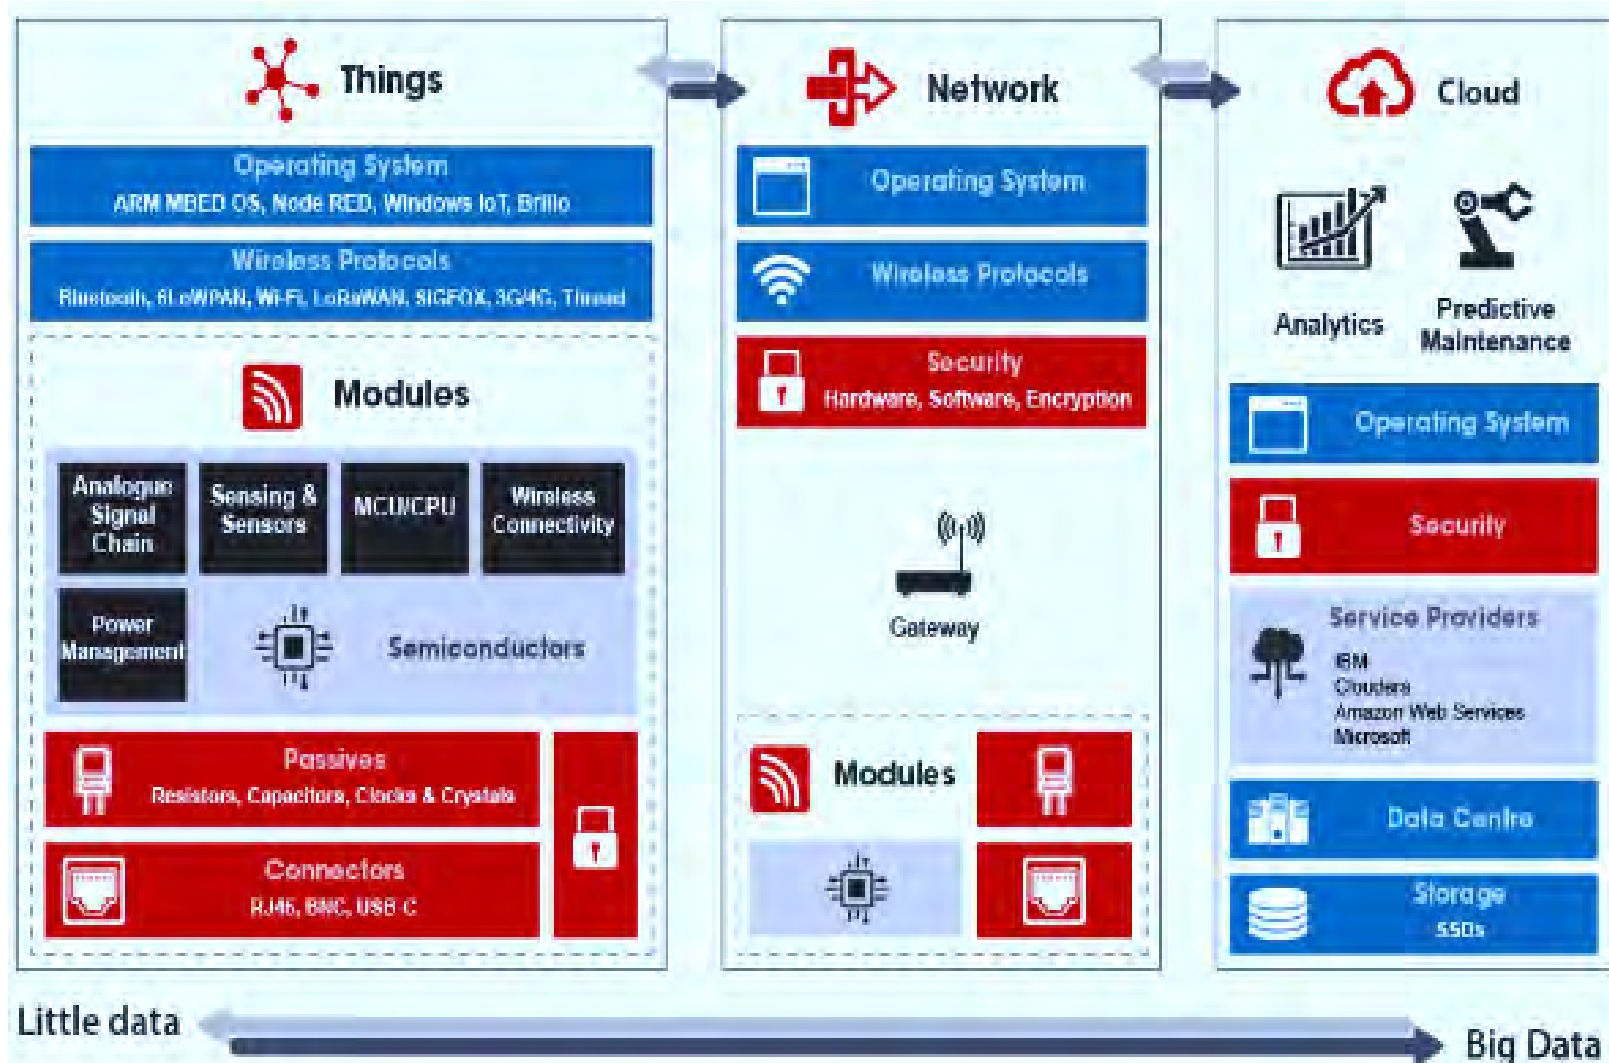 Things
Operating System
ARM MBED OS, Node RED, Windows IoT, Brillo
Wireless Protocols
Bluetooth, 6LoWPAN, Wi-Fi, LoRaWAN, SIGFOX, 3G/4G, Thread
Modules
Analogue
Signal
Chain
Sensing &
Sensors
MCU/CPU
Wireless
Connectivity
Power
Management
Semiconductors
Passives
Resistors, Capacitors, Clocks & Crystals
Connectors
RJ45, BNC, USB-C
Network
Operating System
Wireless Protocols
Security
Hardware, Software, Encryption
Gateway
Modules
Cloud
Analytics
Predictive
Maintenance
Operating System
Security
Service Providers
IBM
Cloudera
Amazon Web Services
Microsoft
Data Centre
Storage
SSDs
Little data
Big Data